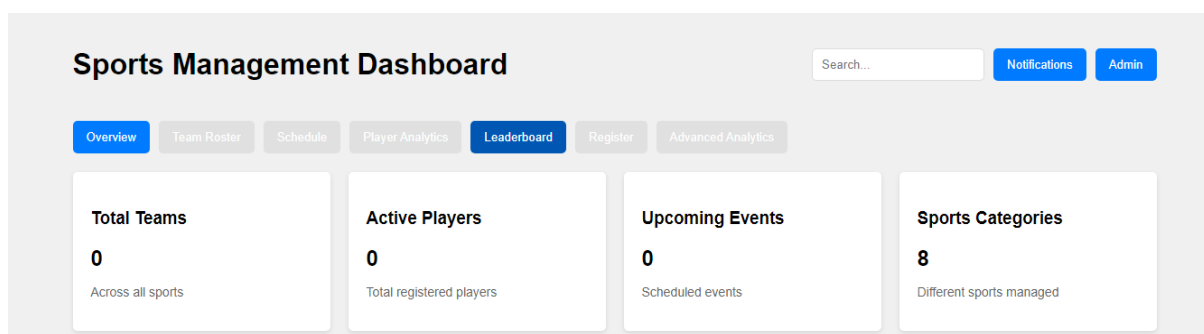 Sports Management Dashboard
Search...
Notifications
Admin
Overview
Team Roster
Schedule
Player Analytics
Leaderboard
Register
Advanced Analytics
Total Teams
0
Across all sports
Active Players
0
Total registered players
Upcoming Events
0
Scheduled events
Sports Categories
8
Different sports managed